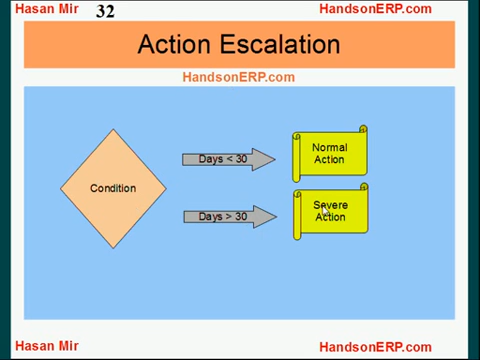 Hasan Mir 32 HandsonERP.com
Action Escalation
HandsonERP.com
Condition
Days < 30
Normal
Action
Days > 30
Severe
Action
Hasan Mir HandsonERP.com